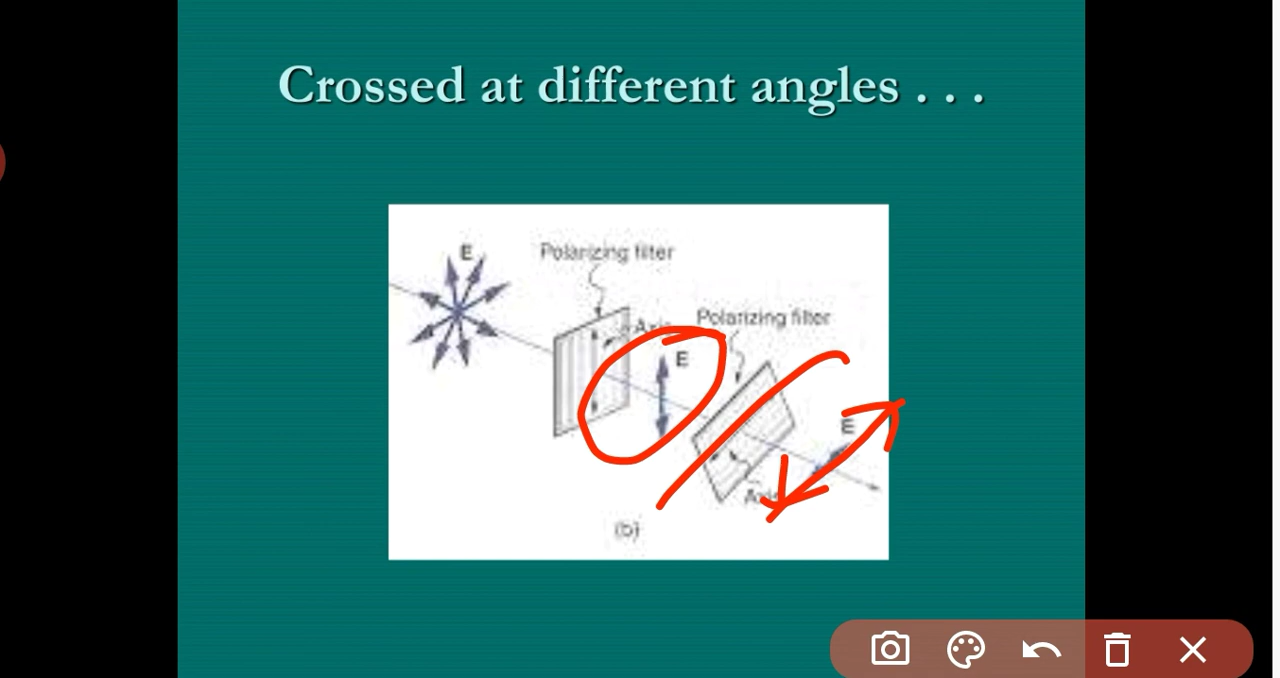 Crossed at different angles . . .
E
Polarizing filter
Axis
Polarizing filter
E
E
Axis
(b)